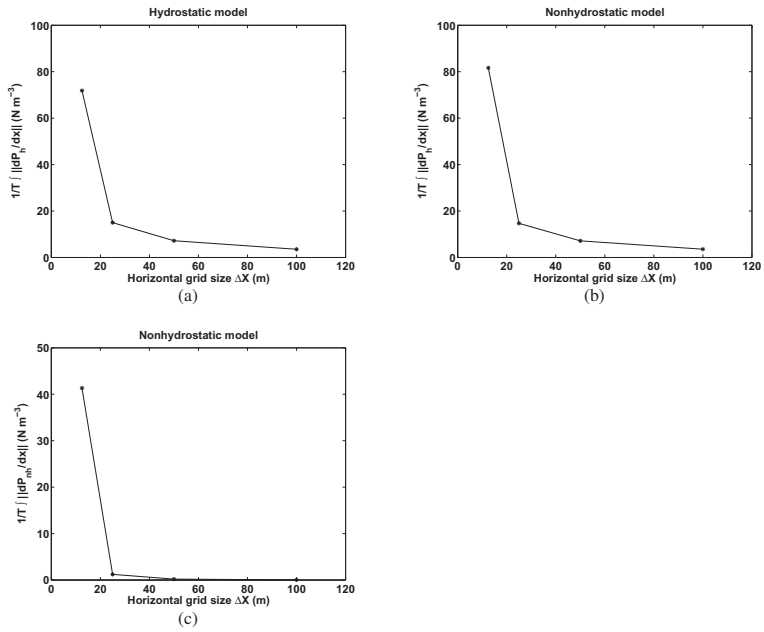 Hydrostatic model
100
80
60
40
20
0
1/T ∫ ||dP_h/dx|| (N m⁻³)
0 20 40 60 80 100 120
Horizontal grid size ΔX (m)
(a)
Nonhydrostatic model
100
80
60
40
20
0
1/T ∫ ||dP_h/dx|| (N m⁻³)
0 20 40 60 80 100 120
Horizontal grid size ΔX (m)
(b)
Nonhydrostatic model
50
40
30
20
10
0
1/T ∫ ||dP_nh/dx|| (N m⁻³)
0 20 40 60 80 100 120
Horizontal grid size ΔX (m)
(c)